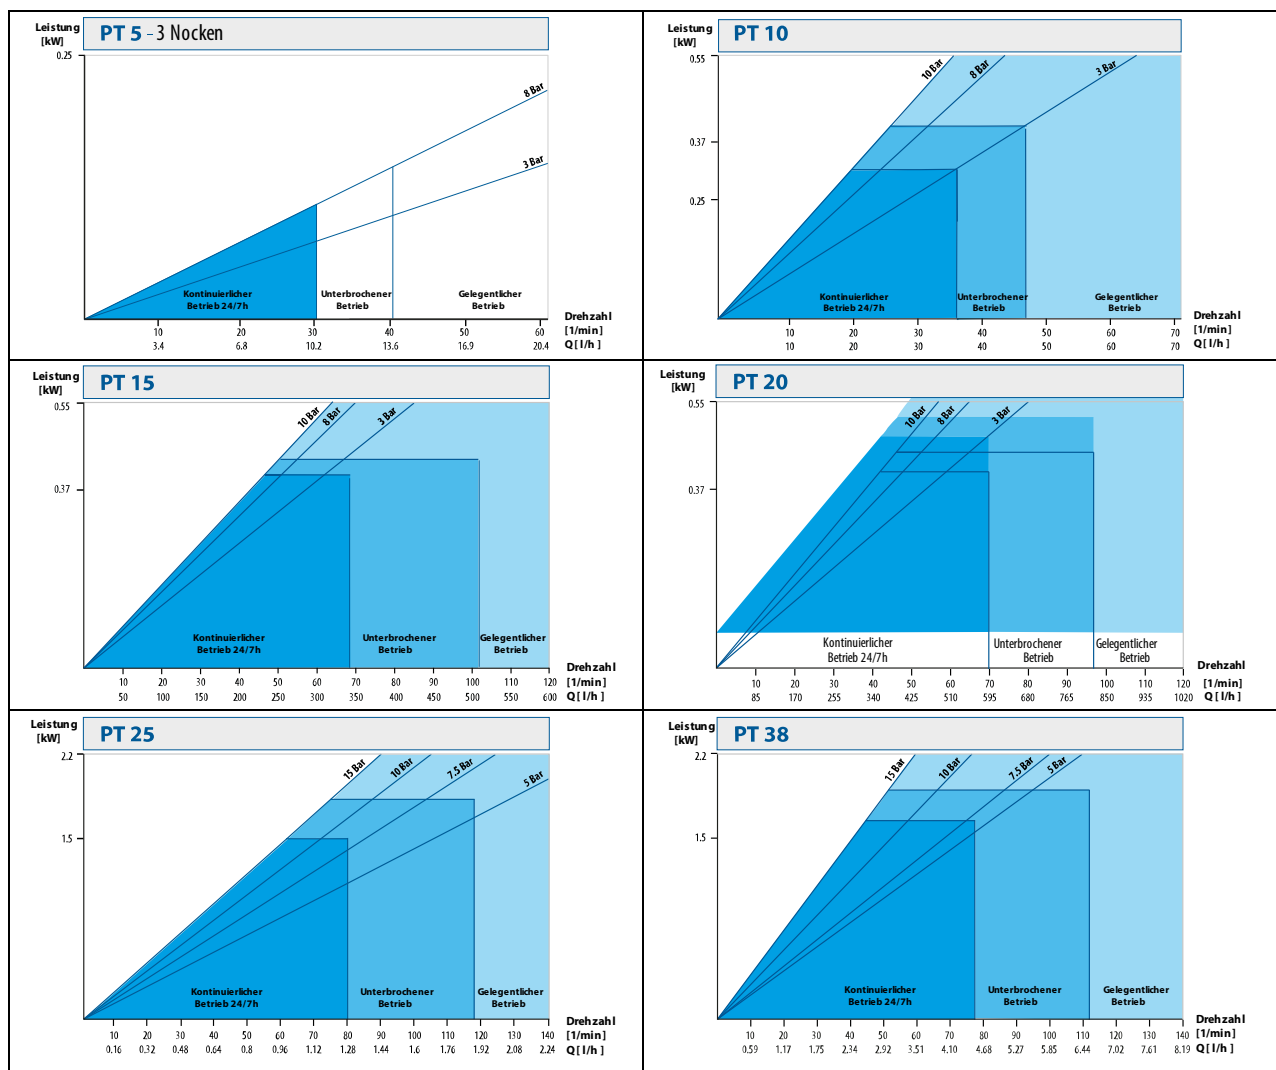 Leistung
[kW]
PT 5 - 3 Nocken
0.25
8 Bar
3 Bar
Kontinuierlicher
Betrieb 24/7h
Unterbrochener
Betrieb
Gelegentlicher
Betrieb
Drehzahl
10 20 30 40 50 60 [1/min]
3.4 6.8 10.2 13.6 16.9 20.4 Q[ l/h ]
Leistung
[kW]
PT 10
0.55
0.37
0.25
10 Bar
8 Bar
3 Bar
Kontinuierlicher
Betrieb 24/7h
Unterbrochener
Betrieb
Gelegentlicher
Betrieb
Drehzahl
10 20 30 40 50 60 70 [1/min]
10 20 30 40 50 60 70 Q[ l/h ]
Leistung
[kW]
PT 15
0.55
0.37
10 Bar
8 Bar
3 Bar
Kontinuierlicher
Betrieb 24/7h
Unterbrochener
Betrieb
Gelegentlicher
Betrieb
Drehzahl
10 20 30 40 50 60 70 80 90 100 110 120 [1/min]
50 100 150 200 250 300 350 400 450 500 550 600 Q[ l/h ]
Leistung
[kW]
PT 20
0.55
0.37
10 Bar
8 Bar
3 Bar
Kontinuierlicher
Betrieb 24/7h
Unterbrochener
Betrieb
Gelegentlicher
Betrieb
Drehzahl
10 20 30 40 50 60 70 80 90 100 110 120 [1/min]
85 170 255 340 425 510 595 680 765 850 935 1020 Q[ l/h ]
Leistung
[kW]
PT 25
2.2
1.5
15 Bar
10 Bar
7.5 Bar
5 Bar
Kontinuierlicher
Betrieb 24/7h
Unterbrochener
Betrieb
Gelegentlicher
Betrieb
Drehzahl
10 20 30 40 50 60 70 80 90 100 110 120 130 140 [1/min]
0.16 0.32 0.48 0.64 0.8 0.96 1.12 1.28 1.44 1.6 1.76 1.92 2.08 2.24 Q[ l/h ]
Leistung
[kW]
PT 38
2.2
1.5
15 Bar
10 Bar
7.5 Bar
5 Bar
Kontinuierlicher
Betrieb 24/7h
Unterbrochener
Betrieb
Gelegentlicher
Betrieb
Drehzahl
10 20 30 40 50 60 70 80 90 100 110 120 130 140 [1/min]
0.59 1.17 1.75 2.34 2.92 3.51 4.10 4.68 5.27 5.85 6.44 7.02 7.61 8.19 Q[ l/h ]